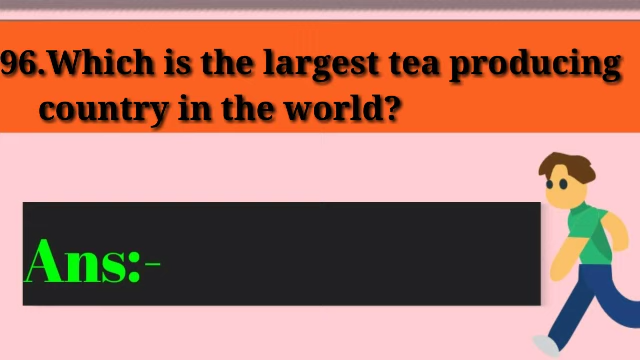 96.Which is the largest tea producing
country in the world?
Ans:-